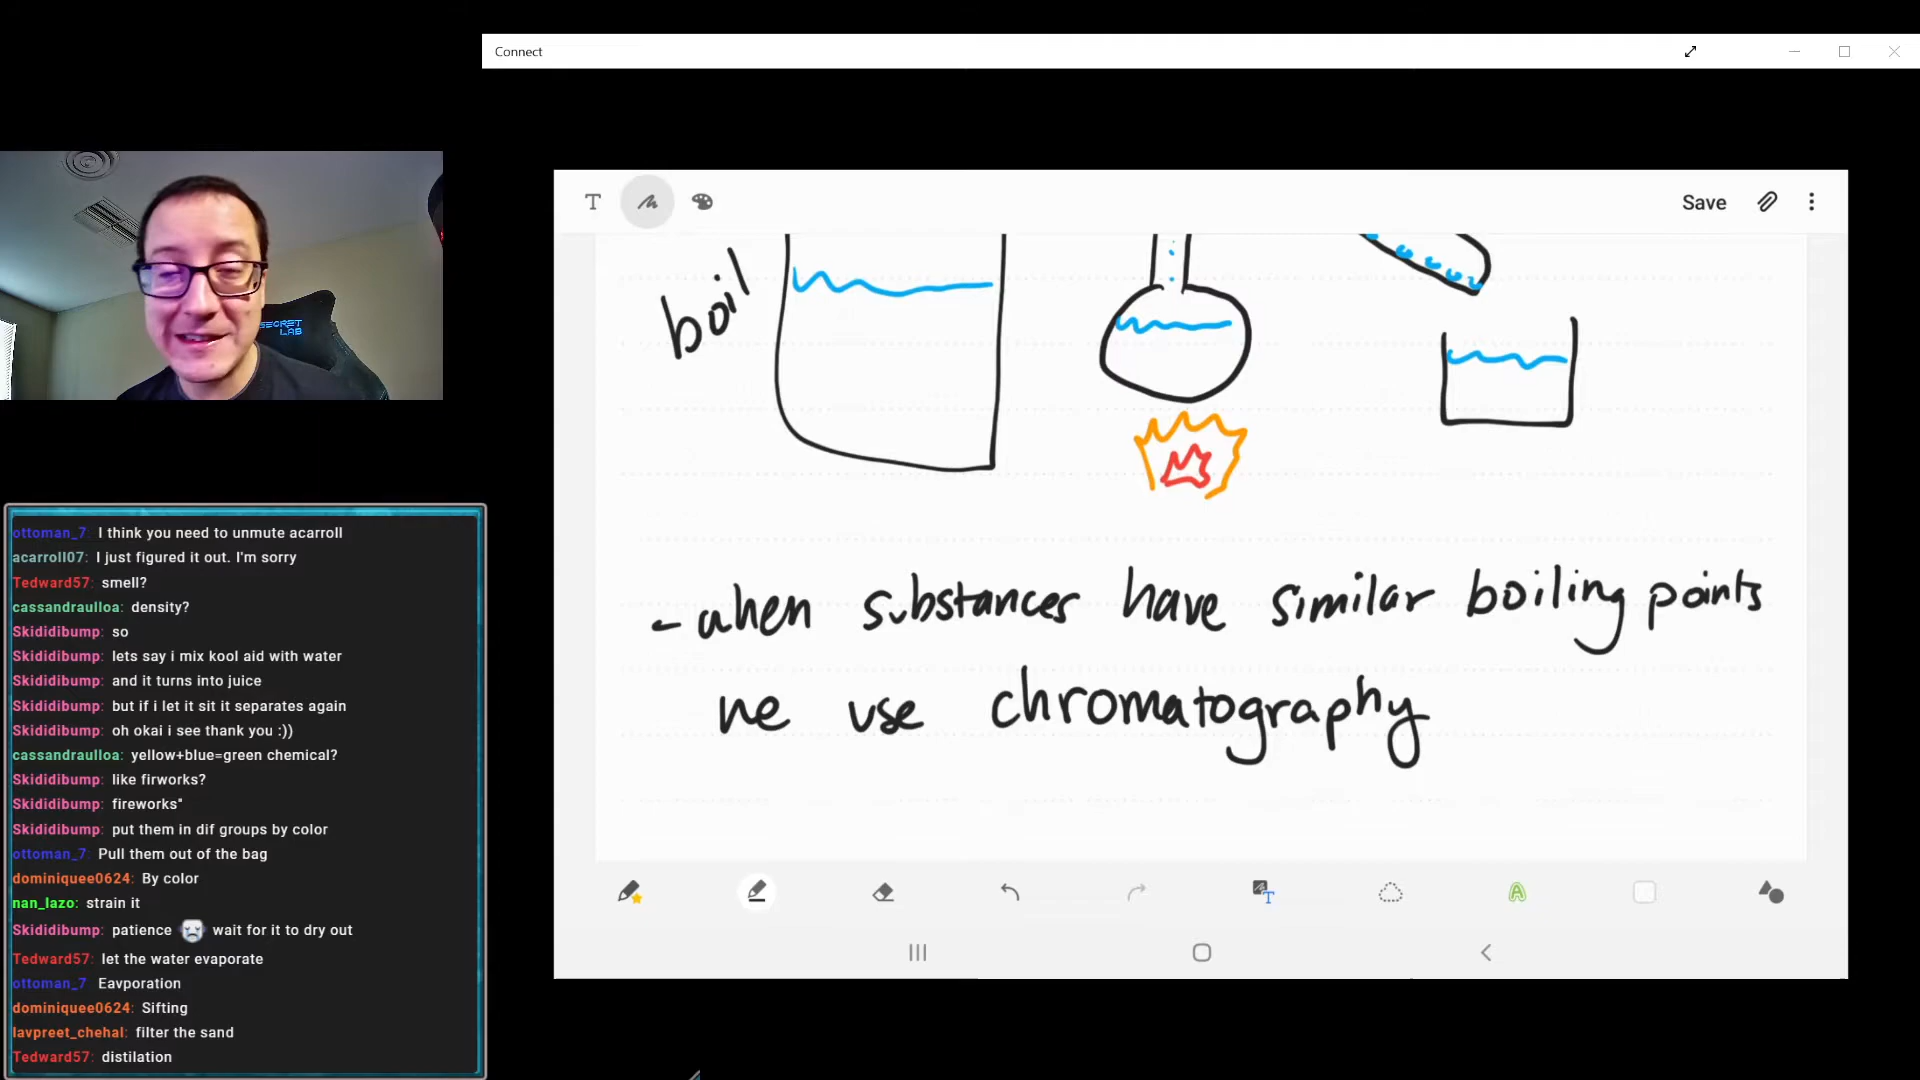 Connect
SECRET
LAB
T
Save
boil
- when substances have similar boiling points
we use chromatography
ottoman_7: I think you need to unmute acarroll
acarroll07: I just figured it out. I'm sorry
Tedward57: smell?
cassandraulloa: density?
Skididibump: so
Skididibump: lets say i mix kool aid with water
Skididibump: and it turns into juice
Skididibump: but if i let it sit it separates again
Skididibump: oh okai i see thank you :))
cassandraulloa: yellow+blue=green chemical?
Skididibump: like firworks?
Skididibump: fireworks"
Skididibump: put them in dif groups by color
ottoman_7: Pull them out of the bag
dominiquee0624: By color
nan_lazo: strain it
Skididibump: patience wait for it to dry out
Tedward57: let the water evaporate
ottoman_7 Eavporation
dominiquee0624: Sifting
lavpreet_chehal: filter the sand
Tedward57: distilation